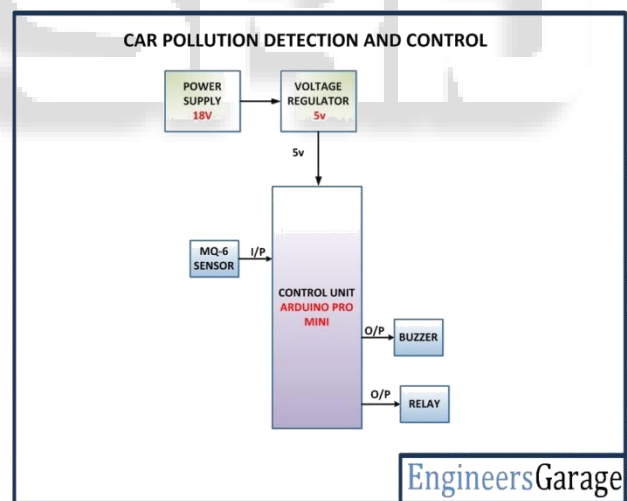 CAR POLLUTION DETECTION AND CONTROL
POWER
SUPPLY
18V
VOLTAGE
REGULATOR
5v
5v
MQ-6
SENSOR
I/P
CONTROL UNIT
ARDUINO PRO
MINI
O/P
BUZZER
O/P
RELAY
EngineersGarage